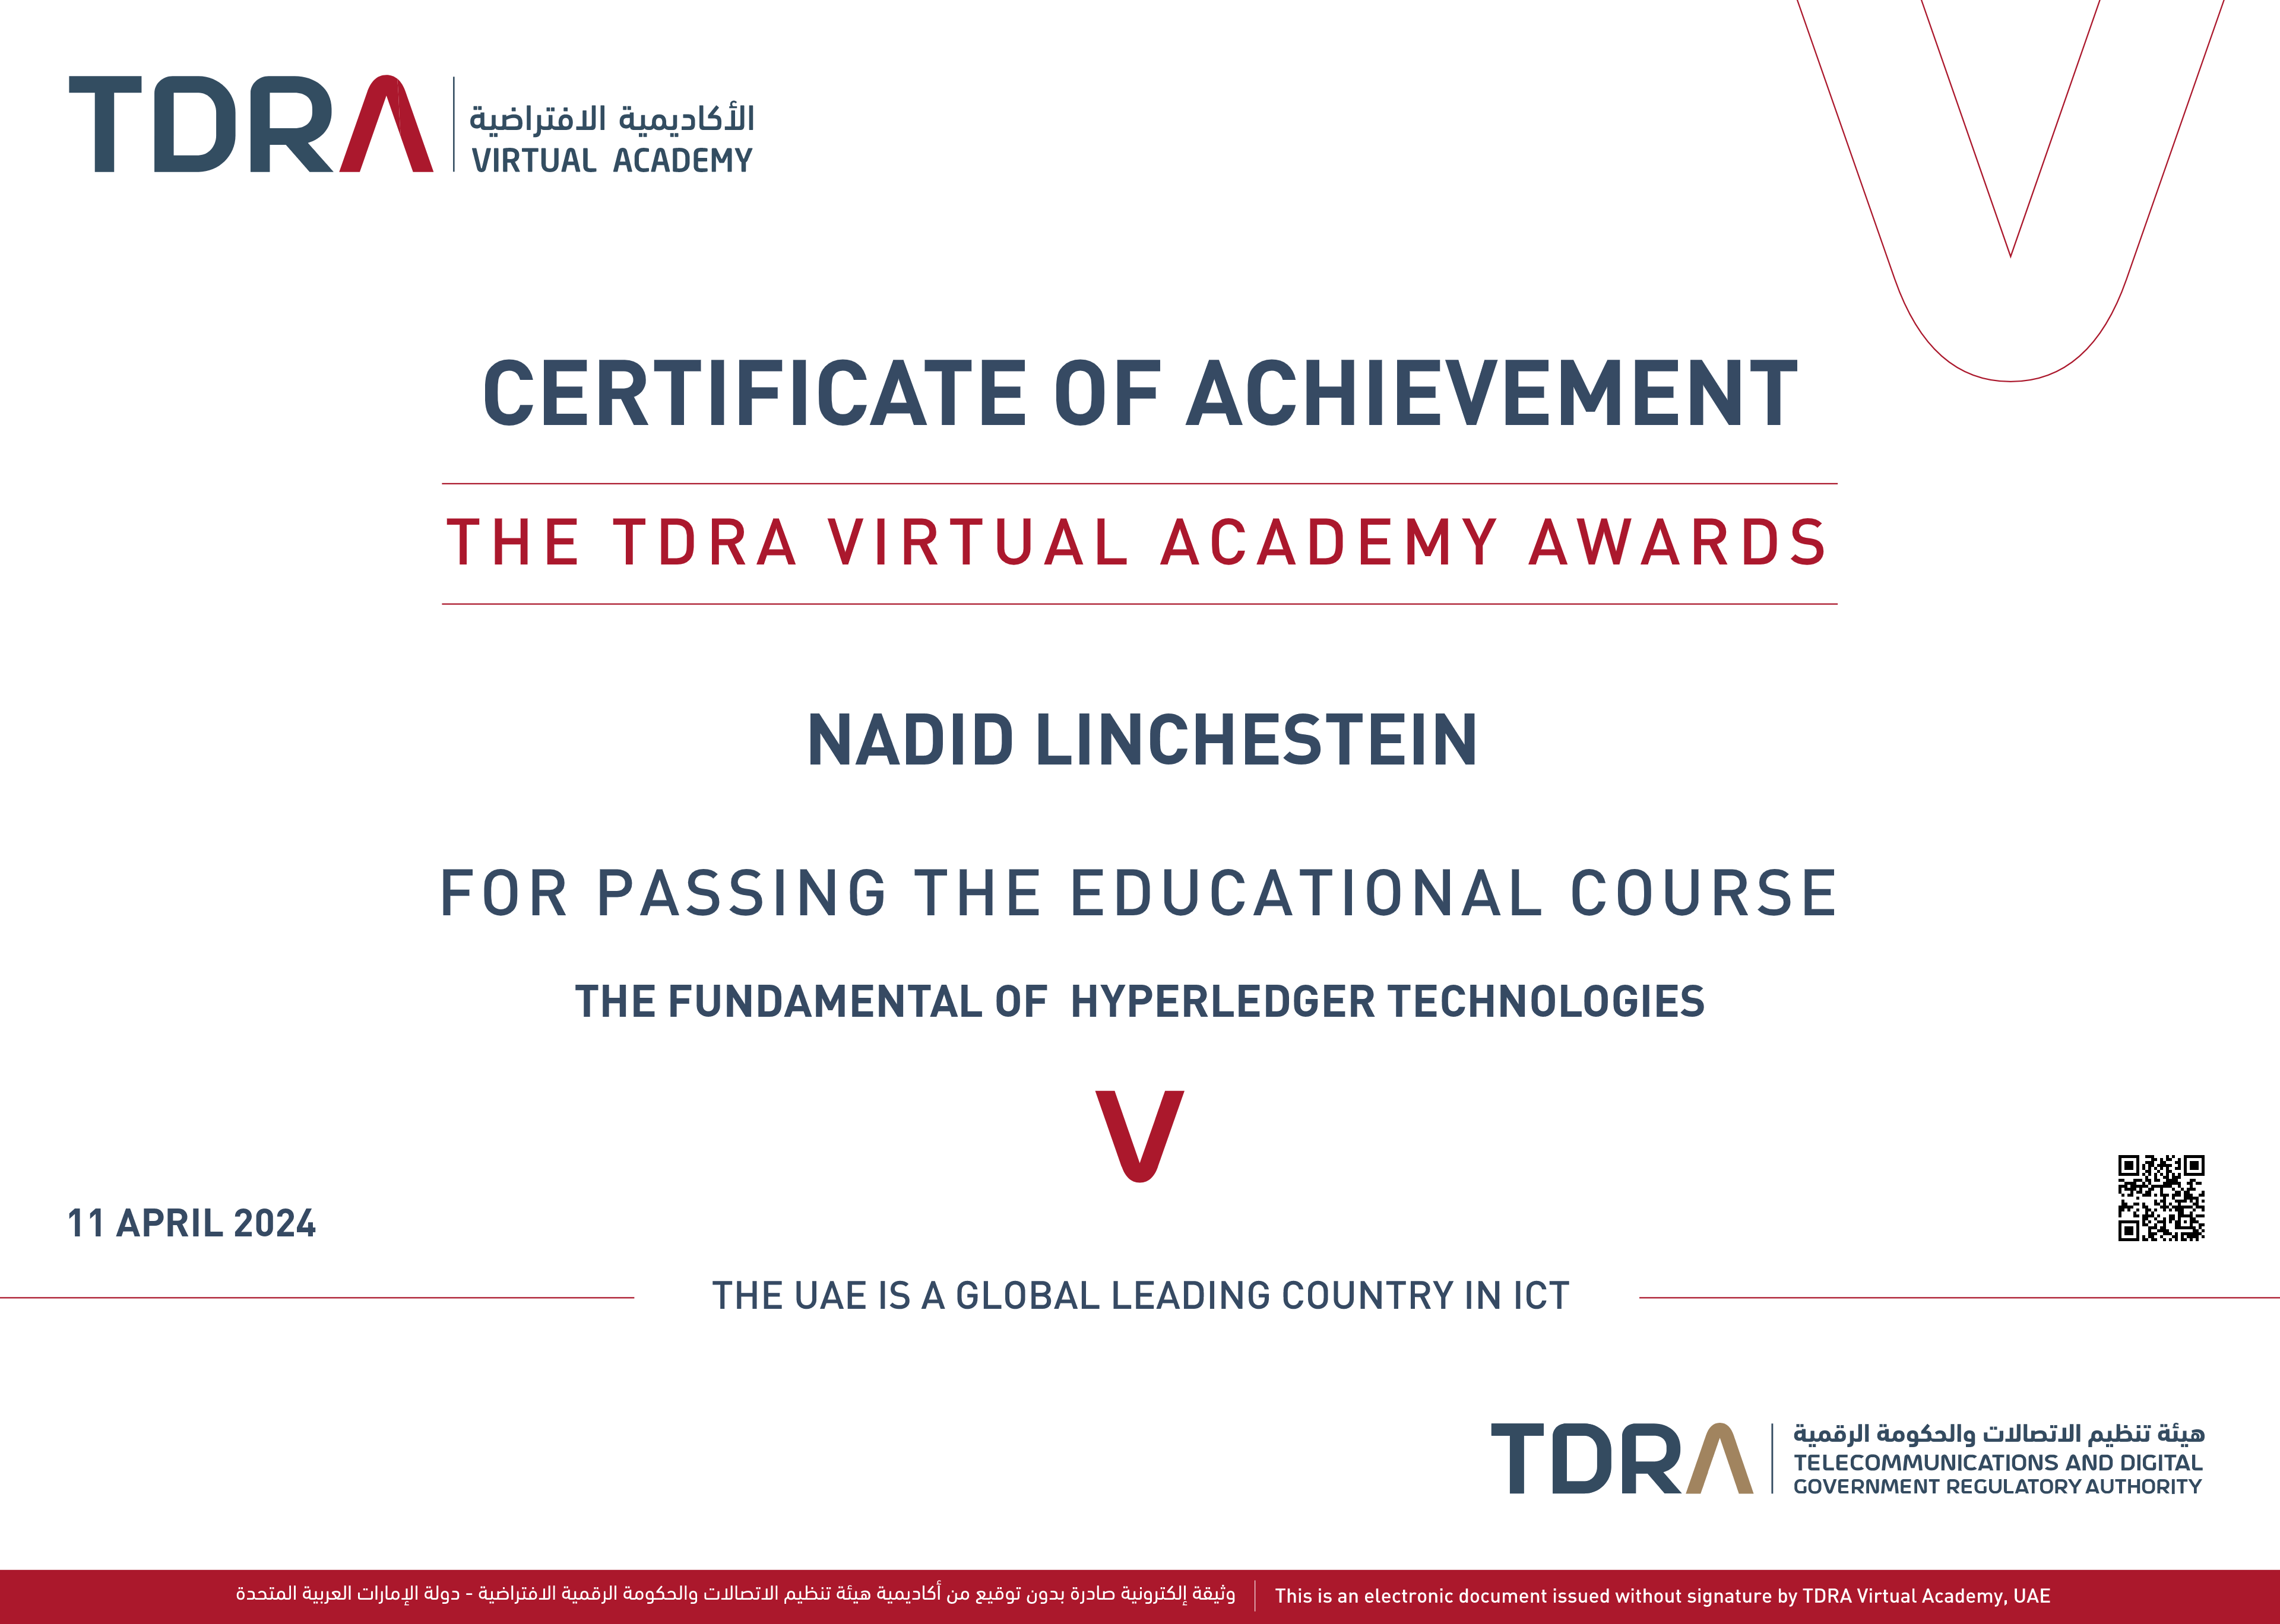 TDRA
الأكاديمية الافتراضية
VIRTUAL ACADEMY
CERTIFICATE OF ACHIEVEMENT
THE TDRA VIRTUAL ACADEMY AWARDS
NADID LINCHESTEIN
FOR PASSING THE EDUCATIONAL COURSE
THE FUNDAMENTAL OF HYPERLEDGER TECHNOLOGIES
V
11 APRIL 2024
THE UAE IS A GLOBAL LEADING COUNTRY IN ICT
TDRA
هيئة تنظيم الاتصالات والحكومة الرقمية
TELECOMMUNICATIONS AND DIGITAL
GOVERNMENT REGULATORY AUTHORITY
وثيقة إلكترونية صادرة بدون توقيع من أكاديمية هيئة تنظيم الاتصالات والحكومة الرقمية الافتراضية - دولة الإمارات العربية المتحدة
This is an electronic document issued without signature by TDRA Virtual Academy, UAE